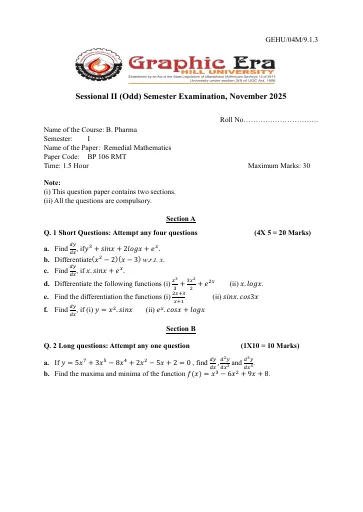 GEHU/04M/9.1.3
Graphic Era
HILL UNIVERSITY
Sessional II (Odd) Semester Examination, November 2025
Roll No…………………………
Name of the Course: B. Pharma
Semester: I
Name of the Paper: Remedial Mathematics
Paper Code: BP 106 RMT
Time: 1.5 Hour Maximum Marks: 30
Note:
(i) This question paper contains two sections.
(ii) All the questions are compulsory.
Section A
Q. 1 Short Questions: Attempt any four questions (4X 5 = 20 Marks)
a. Find dy/dx, if y³ + sinx + 2logx + eˣ.
b. Differentiate(x² − 2)(x − 3) w.r.t. x.
c. Find dy/dx, if x. sinx + eˣ.
d. Differentiate the following functions (i) x³/3 + 3x²/2 + e²ˣ (ii) x. logx.
e. Find the differentiation the functions (i) 2x+3/x+1 (ii) sinx. cos3x
f. Find dy/dx, if (i) y = x². sinx (ii) eˣ. cosx + logx
Section B
Q. 2 Long questions: Attempt any one question (1X10 = 10 Marks)
a. If y = 5x⁷ + 3x⁵ − 8x⁴ + 2x² − 5x + 2 = 0 , find dy/dx, d²y/dx² and d³y/dx³.
b. Find the maxima and minima of the function f(x) = x³ − 6x² + 9x + 8.